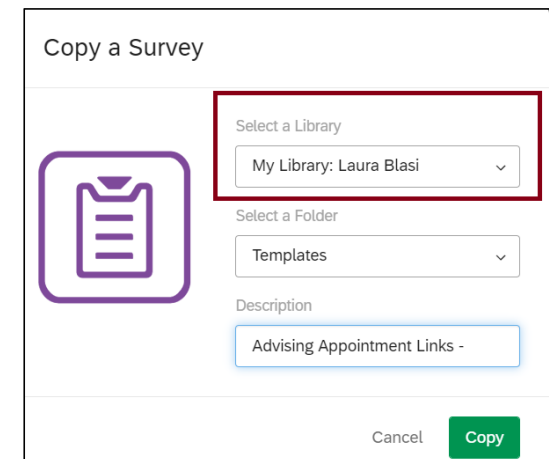 Copy a Survey
Select a Library
My Library: Laura Blasi
Select a Folder
Templates
Description
Advising Appointment Links -
Cancel Copy